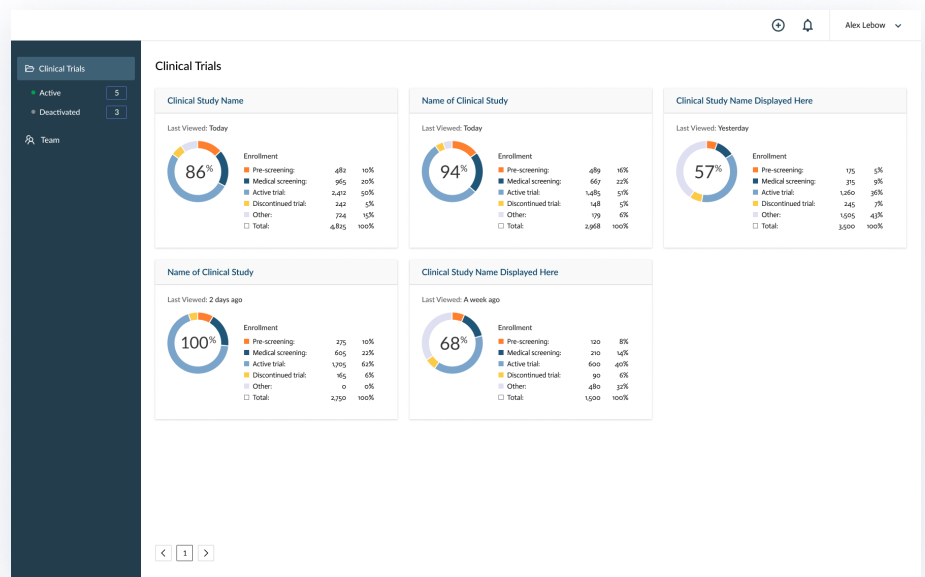 Alex Lebow
Clinical Trials
Active 5
Deactivated 3
Team
Clinical Trials
Clinical Study Name
Last Viewed: Today
86%
Enrollment
Pre-screening: 482 10%
Medical screening: 965 20%
Active trial: 2,412 50%
Discontinued trial: 242 5%
Other: 724 15%
Total: 4,825 100%
Name of Clinical Study
Last Viewed: Today
94%
Enrollment
Pre-screening: 489 16%
Medical screening: 667 22%
Active trial: 1,485 51%
Discontinued trial: 148 5%
Other: 179 6%
Total: 2,968 100%
Clinical Study Name Displayed Here
Last Viewed: Yesterday
57%
Enrollment
Pre-screening: 175 5%
Medical screening: 315 9%
Active trial: 1,260 36%
Discontinued trial: 245 7%
Other: 1,505 43%
Total: 3,500 100%
Name of Clinical Study
Last Viewed: 2 days ago
100%
Enrollment
Pre-screening: 275 10%
Medical screening: 605 22%
Active trial: 1,705 62%
Discontinued trial: 165 6%
Other: 0 0%
Total: 2,750 100%
Clinical Study Name Displayed Here
Last Viewed: A week ago
68%
Enrollment
Pre-screening: 120 8%
Medical screening: 210 14%
Active trial: 600 40%
Discontinued trial: 90 6%
Other: 480 32%
Total: 1,500 100%
1